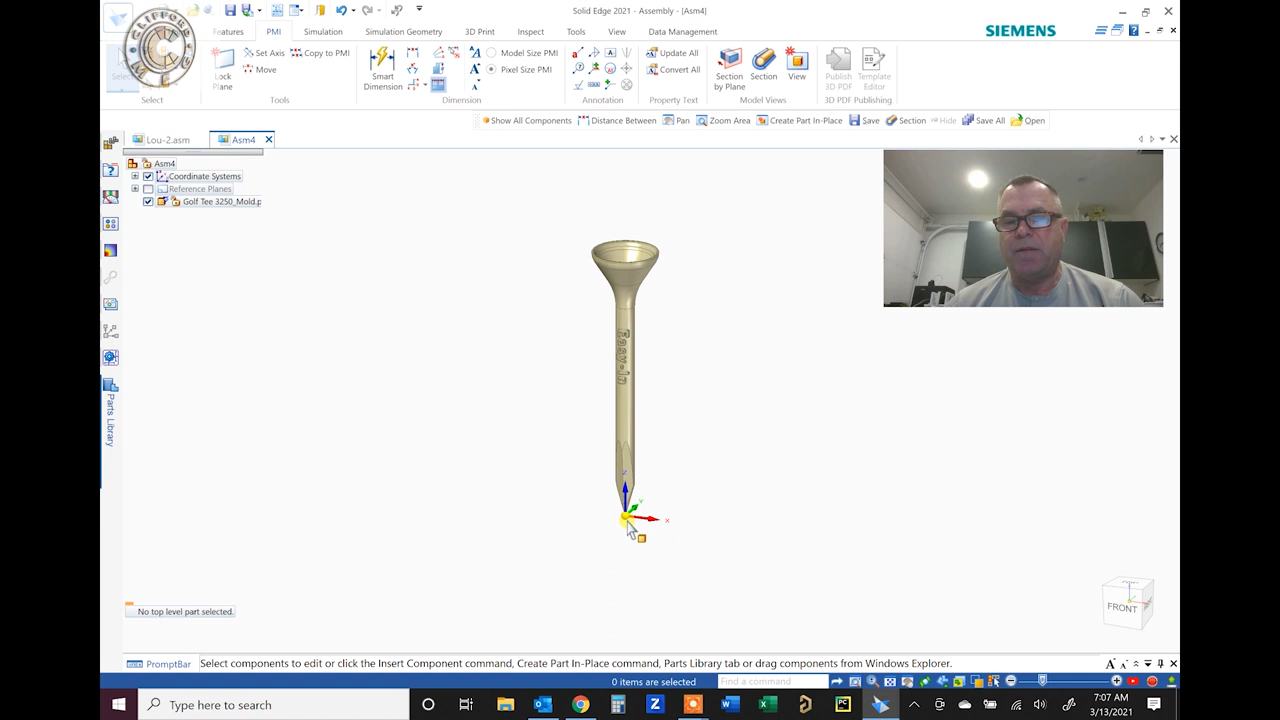 Solid Edge 2021 - Assembly - [Asm4]
Features PMI Simulation Simulation Geometry 3D Print Inspect Tools View Data Management
SIEMENS
CLIFFORD
Select
Lock Plane
Set Axis
Copy to PMI
Move
Smart Dimension
Model Size PMI
Pixel Size PMI
Update All
Convert All
Section by Plane
Section
View
Publish 3D PDF
Template Editor
Select Tools Dimension Annotation Property Text Model Views 3D PDF Publishing
Show All Components Distance Between Pan Zoom Area Create Part In-Place Save Section Hide Save All Open
Lou-2.asm Asm4
Asm4
Coordinate Systems
Reference Planes
Golf Tee 3250_Mold.p
Parts Library
Easy-In
Z
Y
X
FRONT
No top level part selected.
PromptBar Select components to edit or click the Insert Component command, Create Part In-Place command, Parts Library tab or drag components from Windows Explorer.
0 items are selected Find a command
Type here to search
7:07 AM
3/13/2021